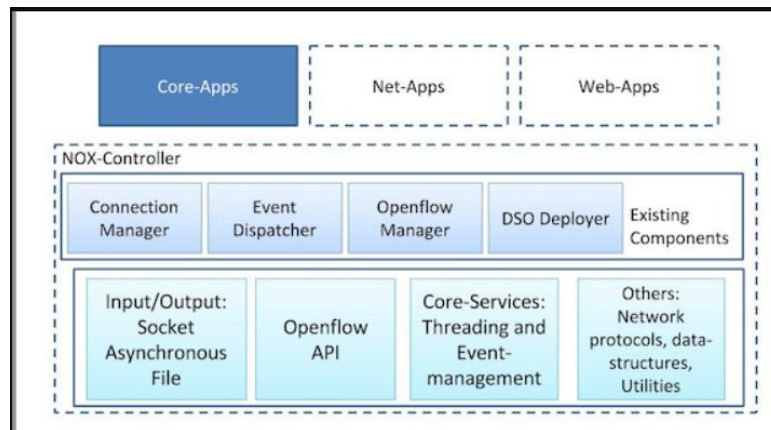 Core-Apps
Net-Apps
Web-Apps
NOX-Controller
Connection
Manager
Event
Dispatcher
Openflow
Manager
DSO Deployer
Existing
Components
Input/Output:
Socket
Asynchronous
File
Openflow
API
Core-Services:
Threading and
Event-
management
Others:
Network
protocols, data-
structures,
Utilities